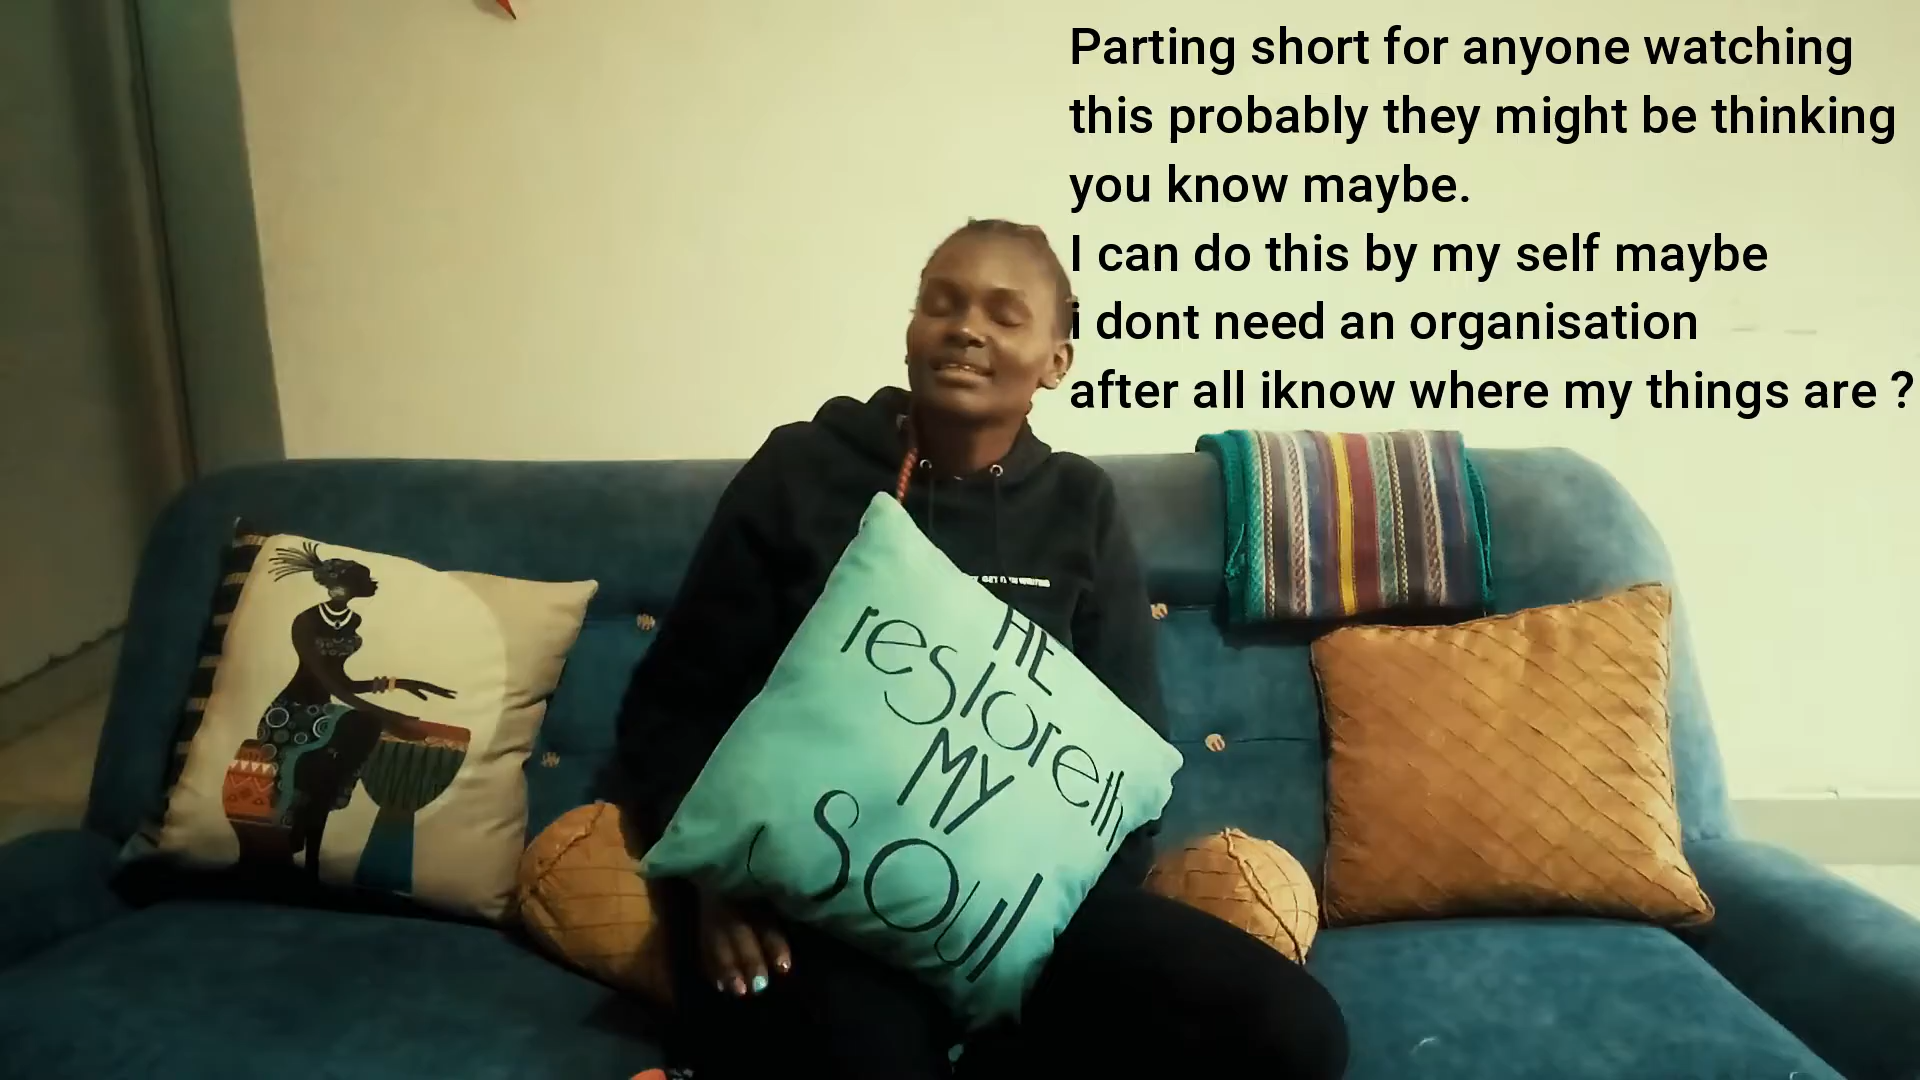 Parting short for anyone watching
this probably they might be thinking
you know maybe.
I can do this by my self maybe
i dont need an organisation
after all iknow where my things are ?
HE
restoreth
MY
Soul